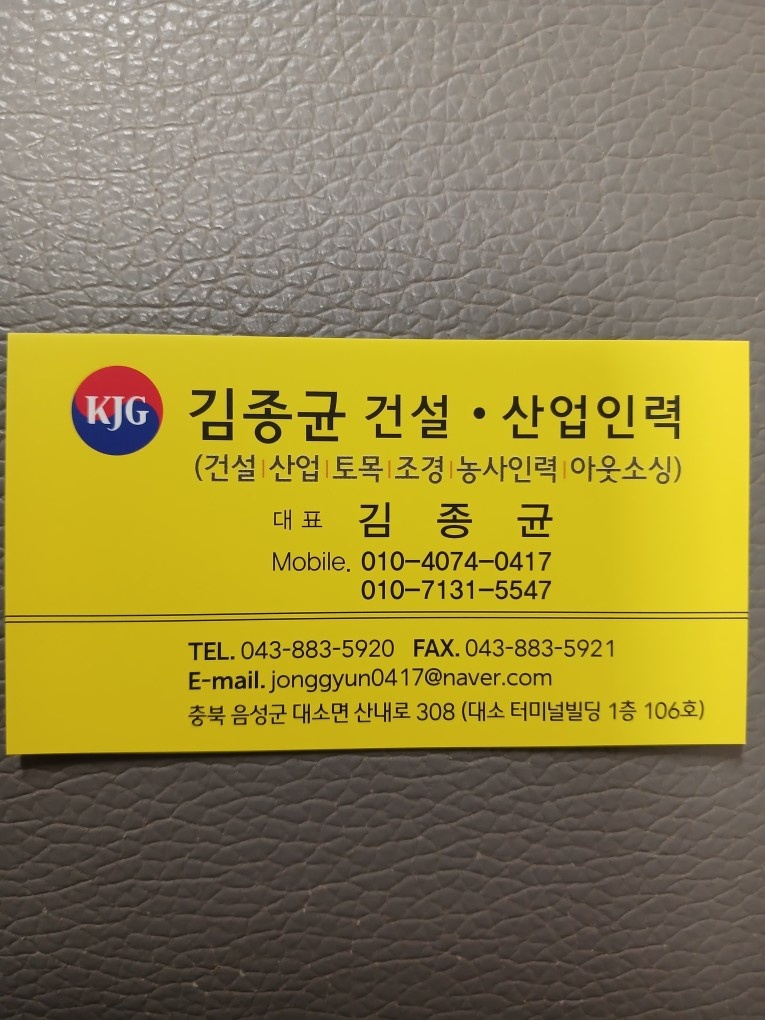 KJG
김종균 건설 • 산업인력
(건설|산업|토목|조경|농사인력|아웃소싱)
대표 김 종 균
Mobile. 010-4074-0417
010-7131-5547
TEL. 043-883-5920 FAX. 043-883-5921
E-mail. jonggyun0417@naver.com
충북 음성군 대소면 산내로 308 (대소 터미널빌딩 1층 106호)